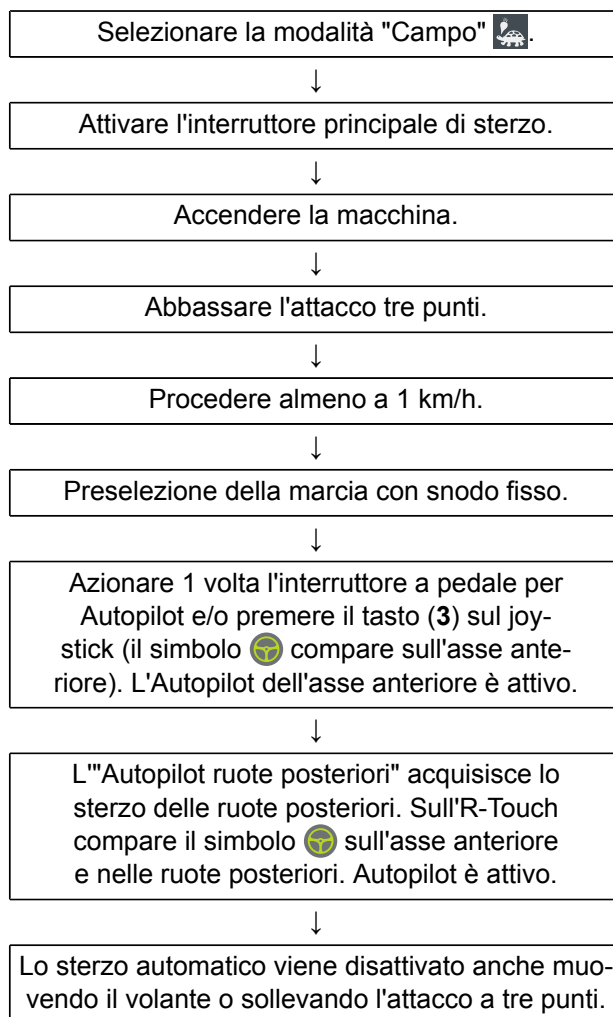 Selezionare la modalità "Campo" .
↓
Attivare l'interruttore principale di sterzo.
↓
Accendere la macchina.
↓
Abbassare l'attacco tre punti.
↓
Procedere almeno a 1 km/h.
↓
Preselezione della marcia con snodo fisso.
↓
Azionare 1 volta l'interruttore a pedale per
Autopilot e/o premere il tasto (3) sul joy-
stick (il simbolo compare sull'asse ante-
riore). L'Autopilot dell'asse anteriore è attivo.
↓
L'"Autopilot ruote posteriori" acquisisce lo
sterzo delle ruote posteriori. Sull'R-Touch
compare il simbolo sull'asse anteriore
e nelle ruote posteriori. Autopilot è attivo.
↓
Lo sterzo automatico viene disattivato anche muo-
vendo il volante o sollevando l'attacco a tre punti.